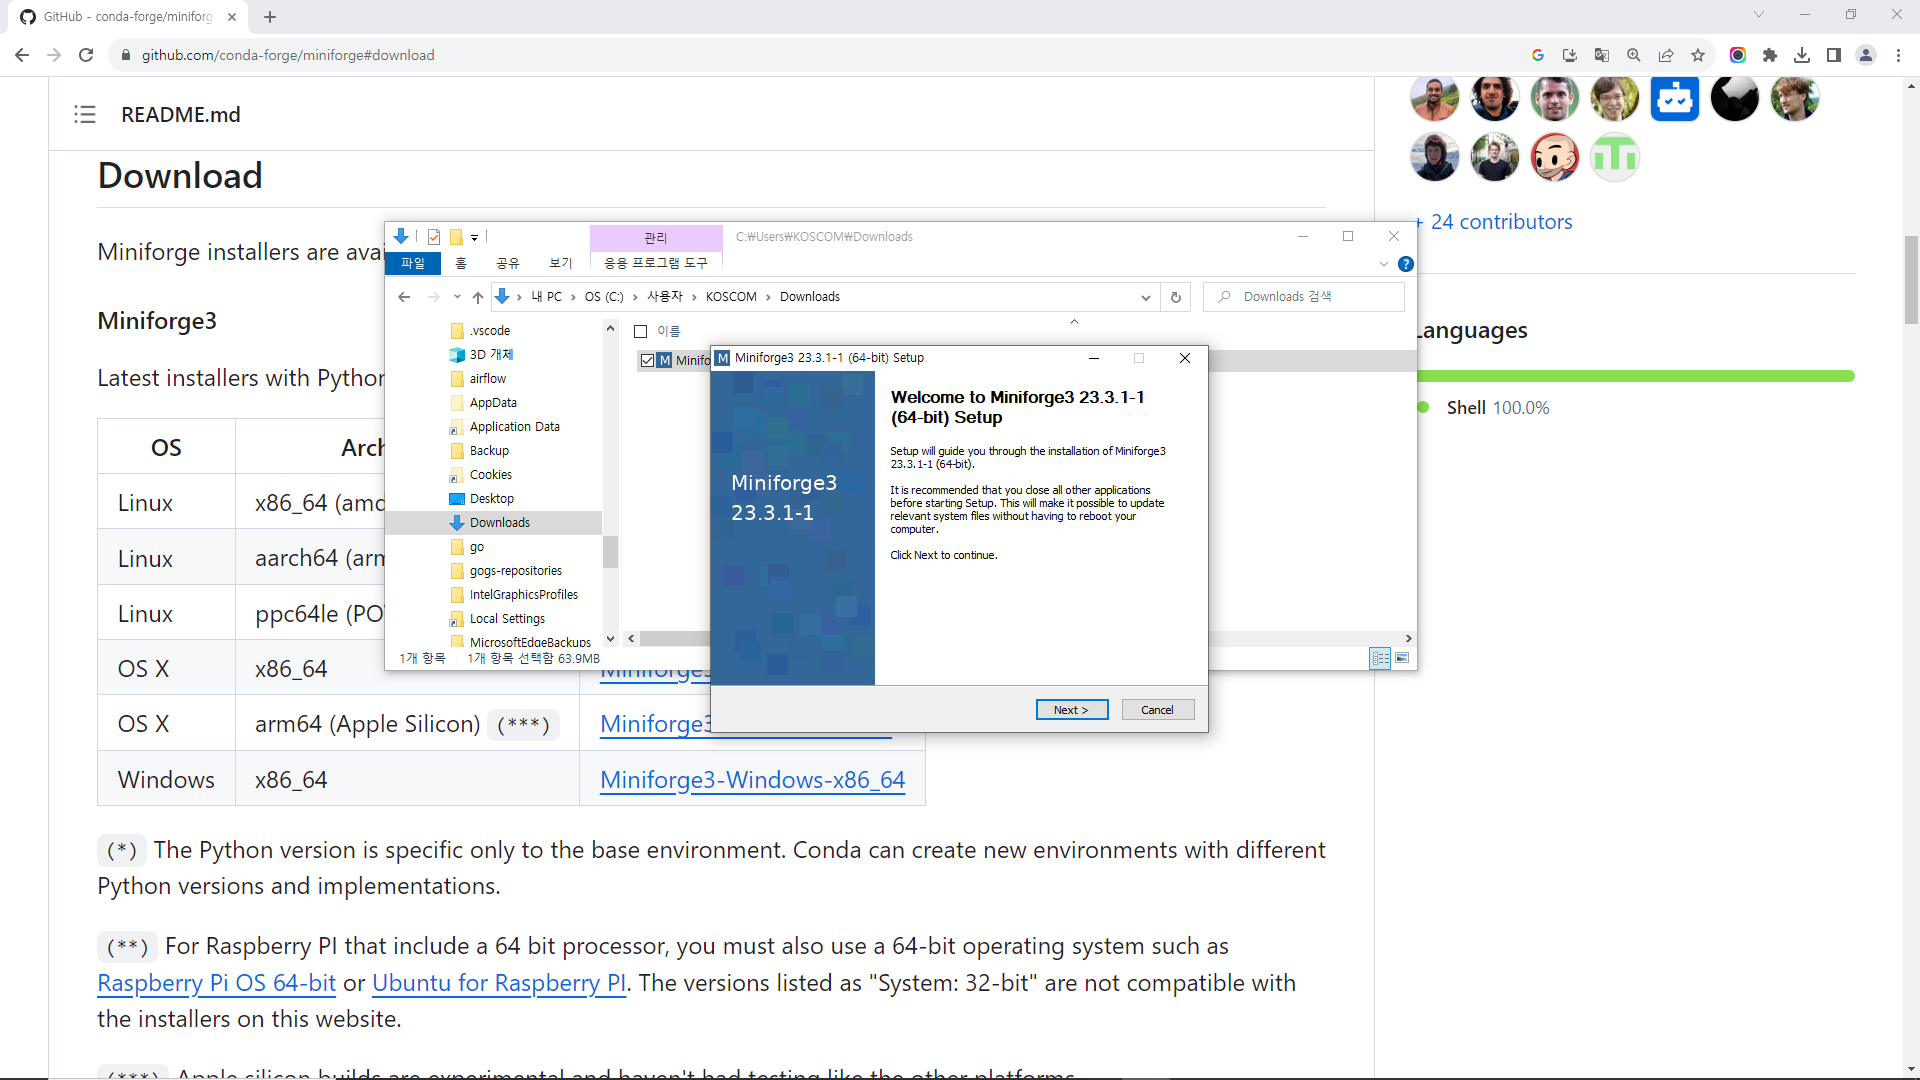 GitHub - conda-forge/miniforg
github.com/conda-forge/miniforge#download
README.md
Download
Miniforge installers are avai
Miniforge3
Latest installers with Python
OS
Arch
Linux
x86_64 (amd
Linux
aarch64 (arm
Linux
ppc64le (PO
OS X
x86_64
Miniforge3
OS X
arm64 (Apple Silicon) (***)
Miniforge3
Windows
x86_64
Miniforge3-Windows-x86_64
(*) The Python version is specific only to the base environment. Conda can create new environments with different
Python versions and implementations.
(**) For Raspberry PI that include a 64 bit processor, you must also use a 64-bit operating system such as
Raspberry Pi OS 64-bit or Ubuntu for Raspberry PI. The versions listed as "System: 32-bit" are not compatible with
the installers on this website.
(***) Apple silicon builds are experimental and haven't had testing like the other platforms.
+ 24 contributors
Languages
Shell 100.0%
관리
C:₩Users₩KOSCOM₩Downloads
파일
홈
공유
보기
응용 프로그램 도구
내 PC › OS (C:) › 사용자 › KOSCOM › Downloads
Downloads 검색
.vscode
3D 개체
airflow
AppData
Application Data
Backup
Cookies
Desktop
Downloads
go
gogs-repositories
IntelGraphicsProfiles
Local Settings
MicrosoftEdgeBackups
이름
Minifo
1개 항목
1개 항목 선택함 63.9MB
Miniforge3 23.3.1-1 (64-bit) Setup
Miniforge3
23.3.1-1
Welcome to Miniforge3 23.3.1-1
(64-bit) Setup
Setup will guide you through the installation of Miniforge3
23.3.1-1 (64-bit).
It is recommended that you close all other applications
before starting Setup. This will make it possible to update
relevant system files without having to reboot your
computer.
Click Next to continue.
Next >
Cancel